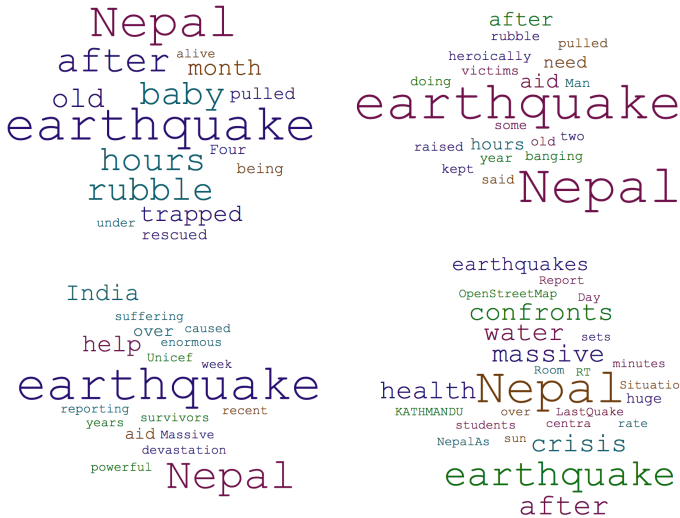 Nepal
after
alive
month
old
baby
pulled
earthquake
Four
hours
being
rubble
trapped
under
rescued
after
rubble
pulled
heroically
need
victims
doing
aid
Man
earthquake
some
raised
hours
old
two
year
banging
kept
said
Nepal
India
suffering
over
caused
help
enormous
Unicef
week
earthquake
reporting
recent
years
survivors
aid
Massive
devastation
powerful
Nepal
earthquakes
Report
OpenStreetMap
Day
confronts
water
sets
massive
minutes
Room
RT
health
Nepal
Situatio
huge
KATHMANDU
over
LastQuake
students
centra
rate
NepalAs
sun
crisis
earthquake
after